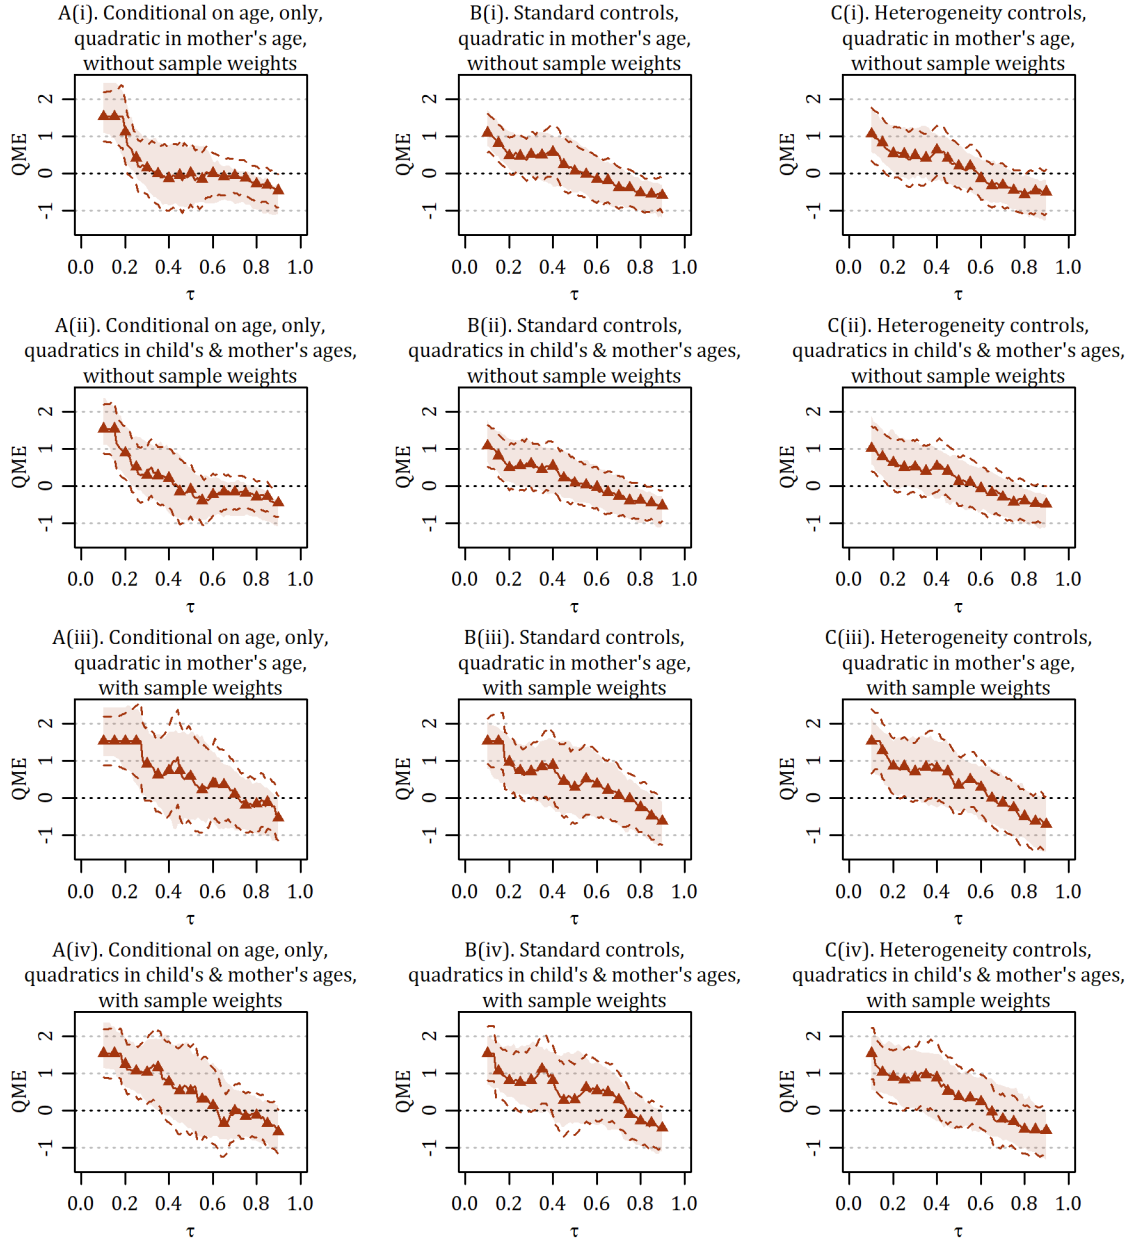 A(i). Conditional on age, only,
quadratic in mother's age,
without sample weights
QME
2
1
0
-1
0.0 0.2 0.4 0.6 0.8 1.0
τ
B(i). Standard controls,
quadratic in mother's age,
without sample weights
QME
2
1
0
-1
0.0 0.2 0.4 0.6 0.8 1.0
τ
C(i). Heterogeneity controls,
quadratic in mother's age,
without sample weights
QME
2
1
0
-1
0.0 0.2 0.4 0.6 0.8 1.0
τ
A(ii). Conditional on age, only,
quadratics in child's & mother's ages,
without sample weights
QME
2
1
0
-1
0.0 0.2 0.4 0.6 0.8 1.0
τ
B(ii). Standard controls,
quadratics in child's & mother's ages,
without sample weights
QME
2
1
0
-1
0.0 0.2 0.4 0.6 0.8 1.0
τ
C(ii). Heterogeneity controls,
quadratics in child's & mother's ages,
without sample weights
QME
2
1
0
-1
0.0 0.2 0.4 0.6 0.8 1.0
τ
A(iii). Conditional on age, only,
quadratic in mother's age,
with sample weights
QME
2
1
0
-1
0.0 0.2 0.4 0.6 0.8 1.0
τ
B(iii). Standard controls,
quadratic in mother's age,
with sample weights
QME
2
1
0
-1
0.0 0.2 0.4 0.6 0.8 1.0
τ
C(iii). Heterogeneity controls,
quadratic in mother's age,
with sample weights
QME
2
1
0
-1
0.0 0.2 0.4 0.6 0.8 1.0
τ
A(iv). Conditional on age, only,
quadratics in child's & mother's ages,
with sample weights
QME
2
1
0
-1
0.0 0.2 0.4 0.6 0.8 1.0
τ
B(iv). Standard controls,
quadratics in child's & mother's ages,
with sample weights
QME
2
1
0
-1
0.0 0.2 0.4 0.6 0.8 1.0
τ
C(iv). Heterogeneity controls,
quadratics in child's & mother's ages,
with sample weights
QME
2
1
0
-1
0.0 0.2 0.4 0.6 0.8 1.0
τ